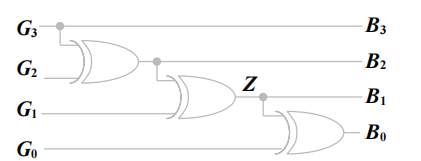 G₃ B₃
G₂ B₂
Z
G₁ B₁
G₀ B₀